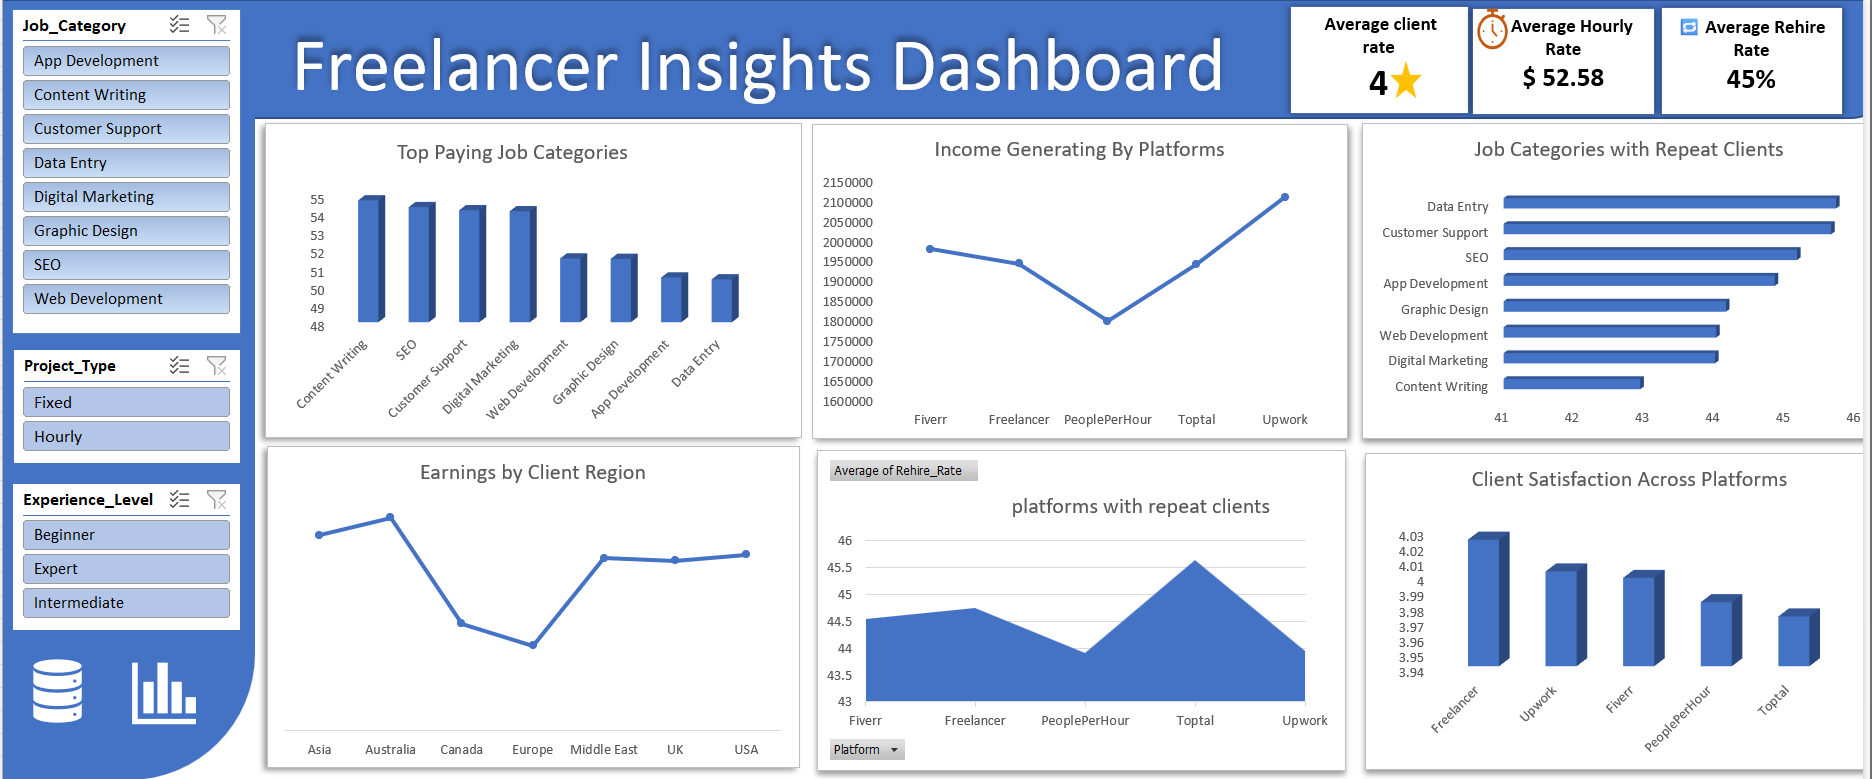 Job_Category
App Development
Content Writing
Customer Support
Data Entry
Digital Marketing
Graphic Design
SEO
Web Development
Project_Type
Fixed
Hourly
Experience_Level
Beginner
Expert
Intermediate
Freelancer Insights Dashboard
Average client
rate
4
Average Hourly
Rate
$ 52.58
Average Rehire
Rate
45%
Top Paying Job Categories
55
54
53
52
51
50
49
48
Content Writing
SEO
Customer Support
Digital Marketing
Web Development
Graphic Design
App Development
Data Entry
Income Generating By Platforms
2150000
2100000
2050000
2000000
1950000
1900000
1850000
1800000
1750000
1700000
1650000
1600000
Fiverr Freelancer PeoplePerHour Toptal Upwork
Job Categories with Repeat Clients
Data Entry
Customer Support
SEO
App Development
Graphic Design
Web Development
Digital Marketing
Content Writing
41 42 43 44 45 46
Earnings by Client Region
Asia Australia Canada Europe Middle East UK USA
Average of Rehire_Rate
platforms with repeat clients
46
45.5
45
44.5
44
43.5
43
Fiverr Freelancer PeoplePerHour Toptal Upwork
Platform
Client Satisfaction Across Platforms
4.03
4.02
4.01
4
3.99
3.98
3.97
3.96
3.95
3.94
Freelancer
Upwork
Fiverr
PeoplePerHour
Toptal